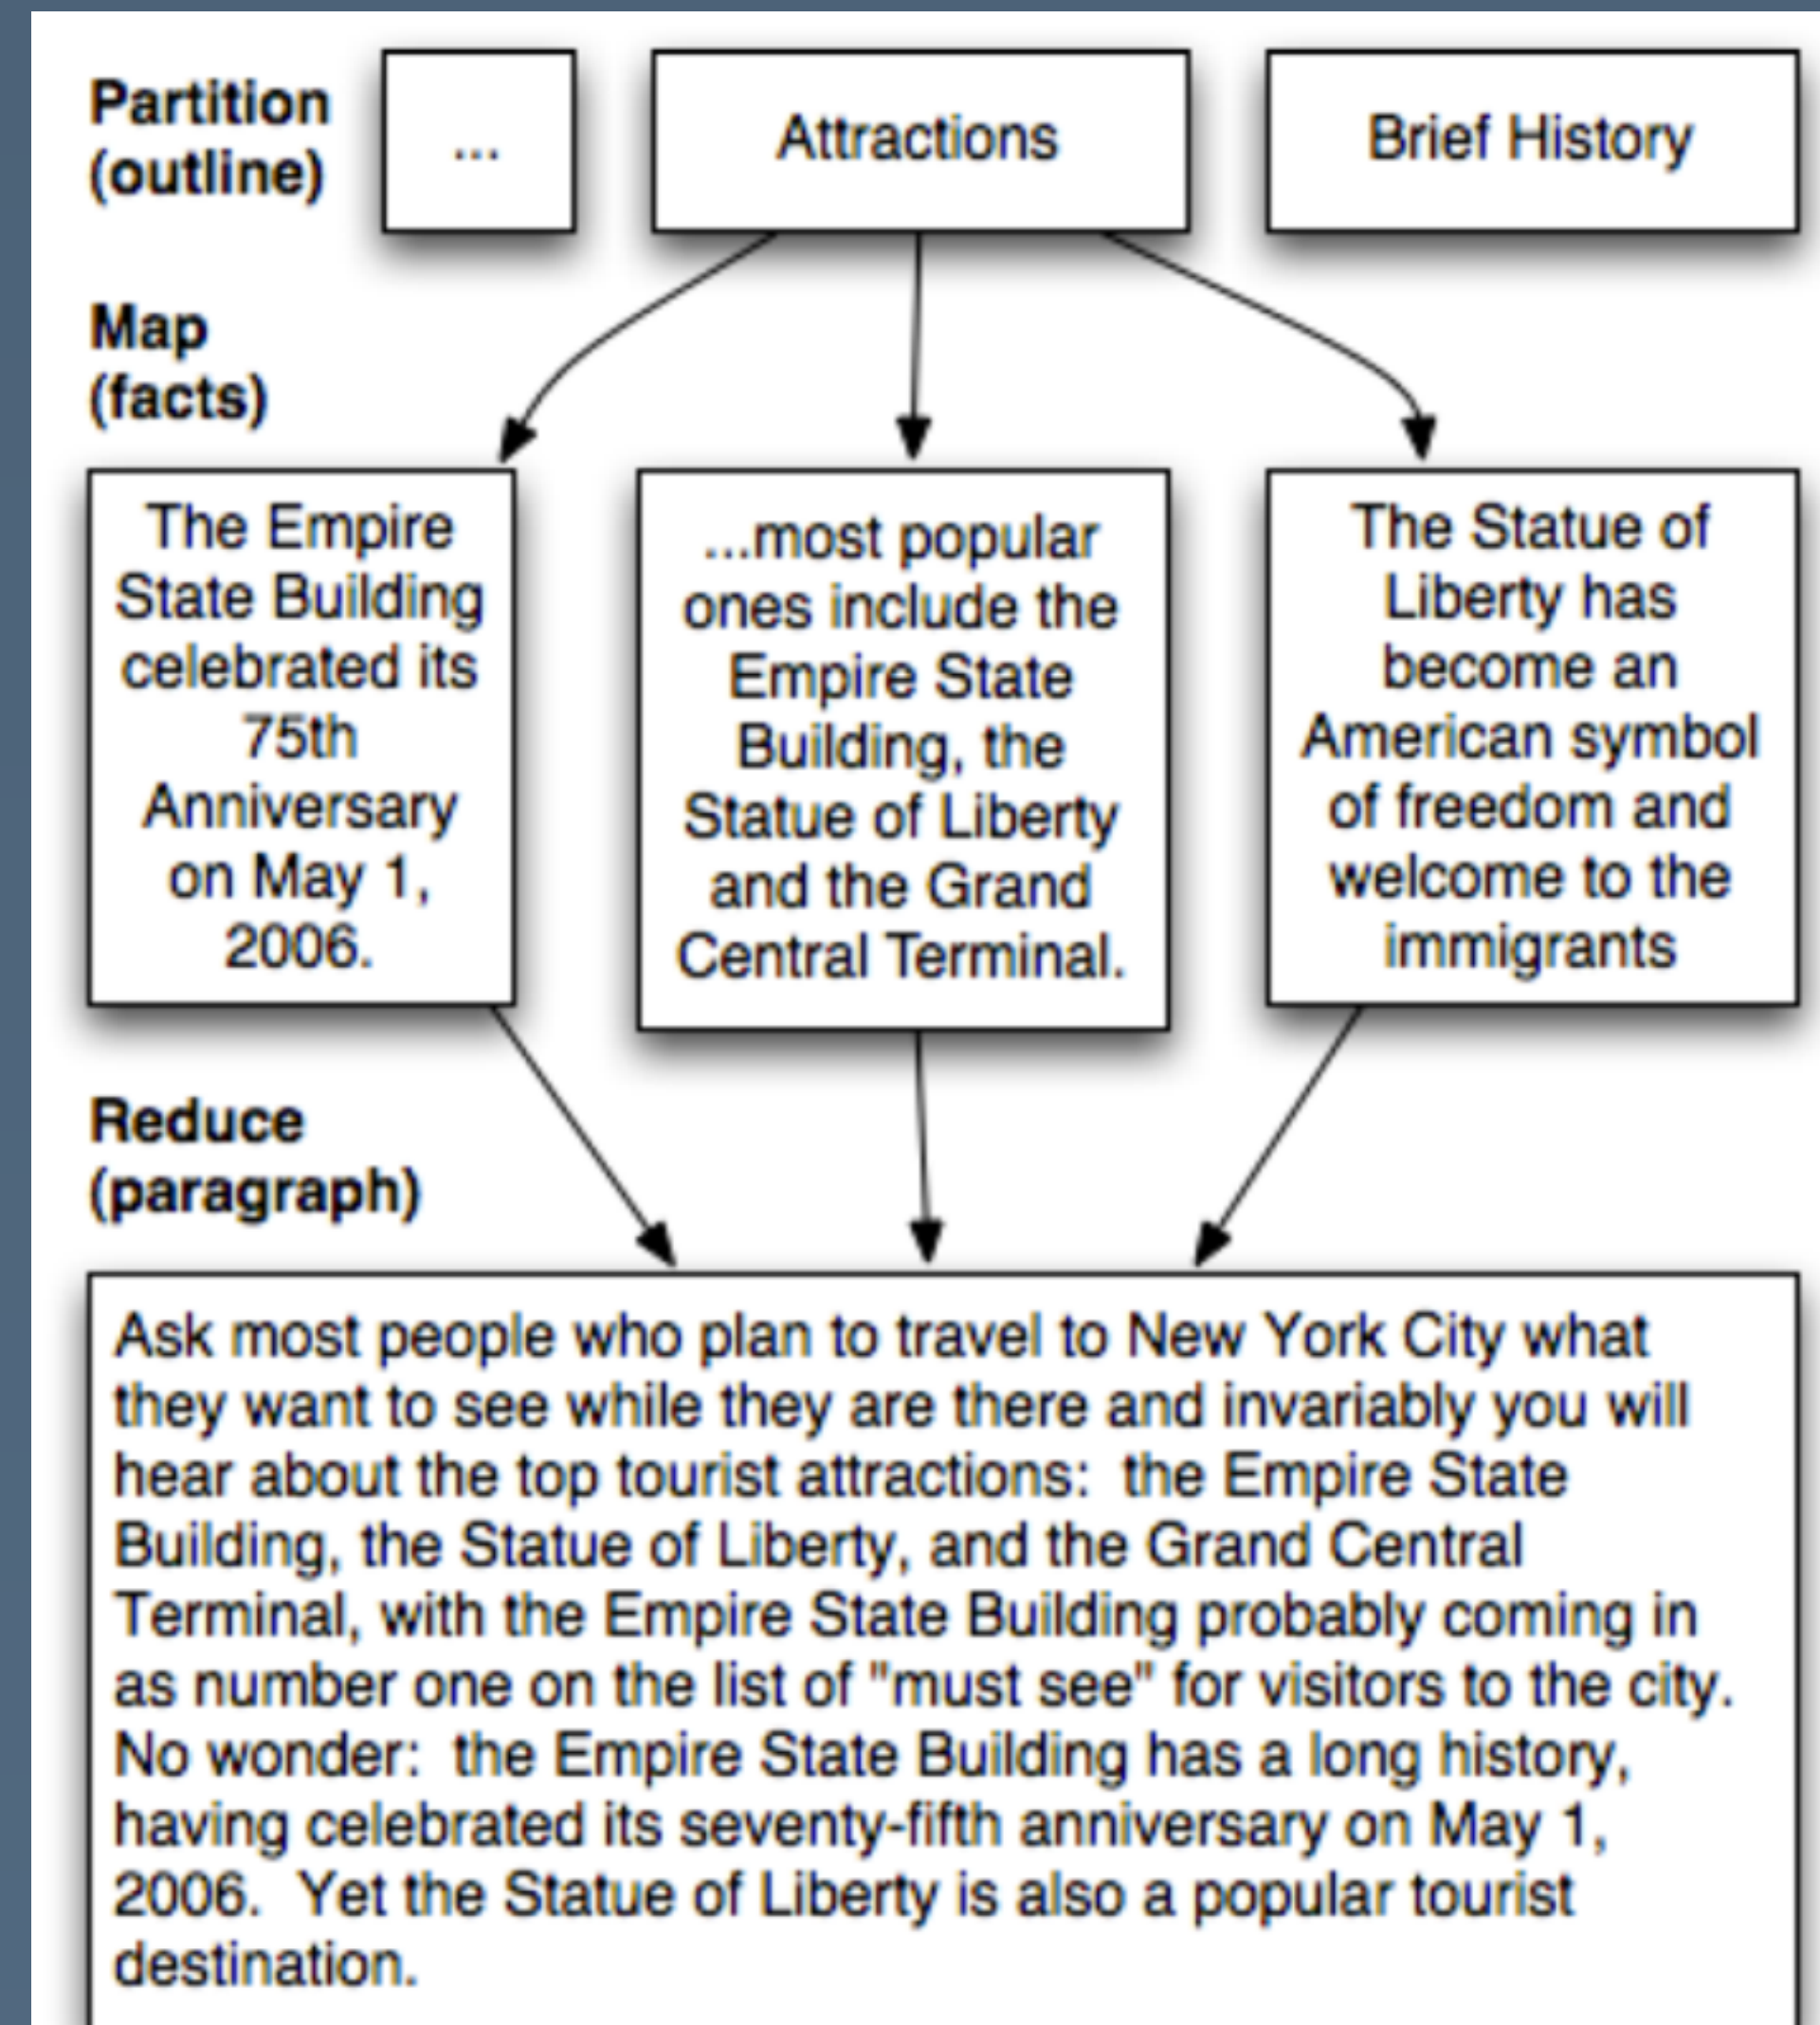 Partition
(outline)
...
Attractions
Brief History
Map
(facts)
The Empire
State Building
celebrated its
75th
Anniversary
on May 1,
2006.
...most popular
ones include the
Empire State
Building, the
Statue of Liberty
and the Grand
Central Terminal.
The Statue of
Liberty has
become an
American symbol
of freedom and
welcome to the
immigrants
Reduce
(paragraph)
Ask most people who plan to travel to New York City what
they want to see while they are there and invariably you will
hear about the top tourist attractions:  the Empire State
Building, the Statue of Liberty, and the Grand Central
Terminal, with the Empire State Building probably coming in
as number one on the list of "must see" for visitors to the city.
No wonder:  the Empire State Building has a long history,
having celebrated its seventy-fifth anniversary on May 1,
2006.  Yet the Statue of Liberty is also a popular tourist
destination.